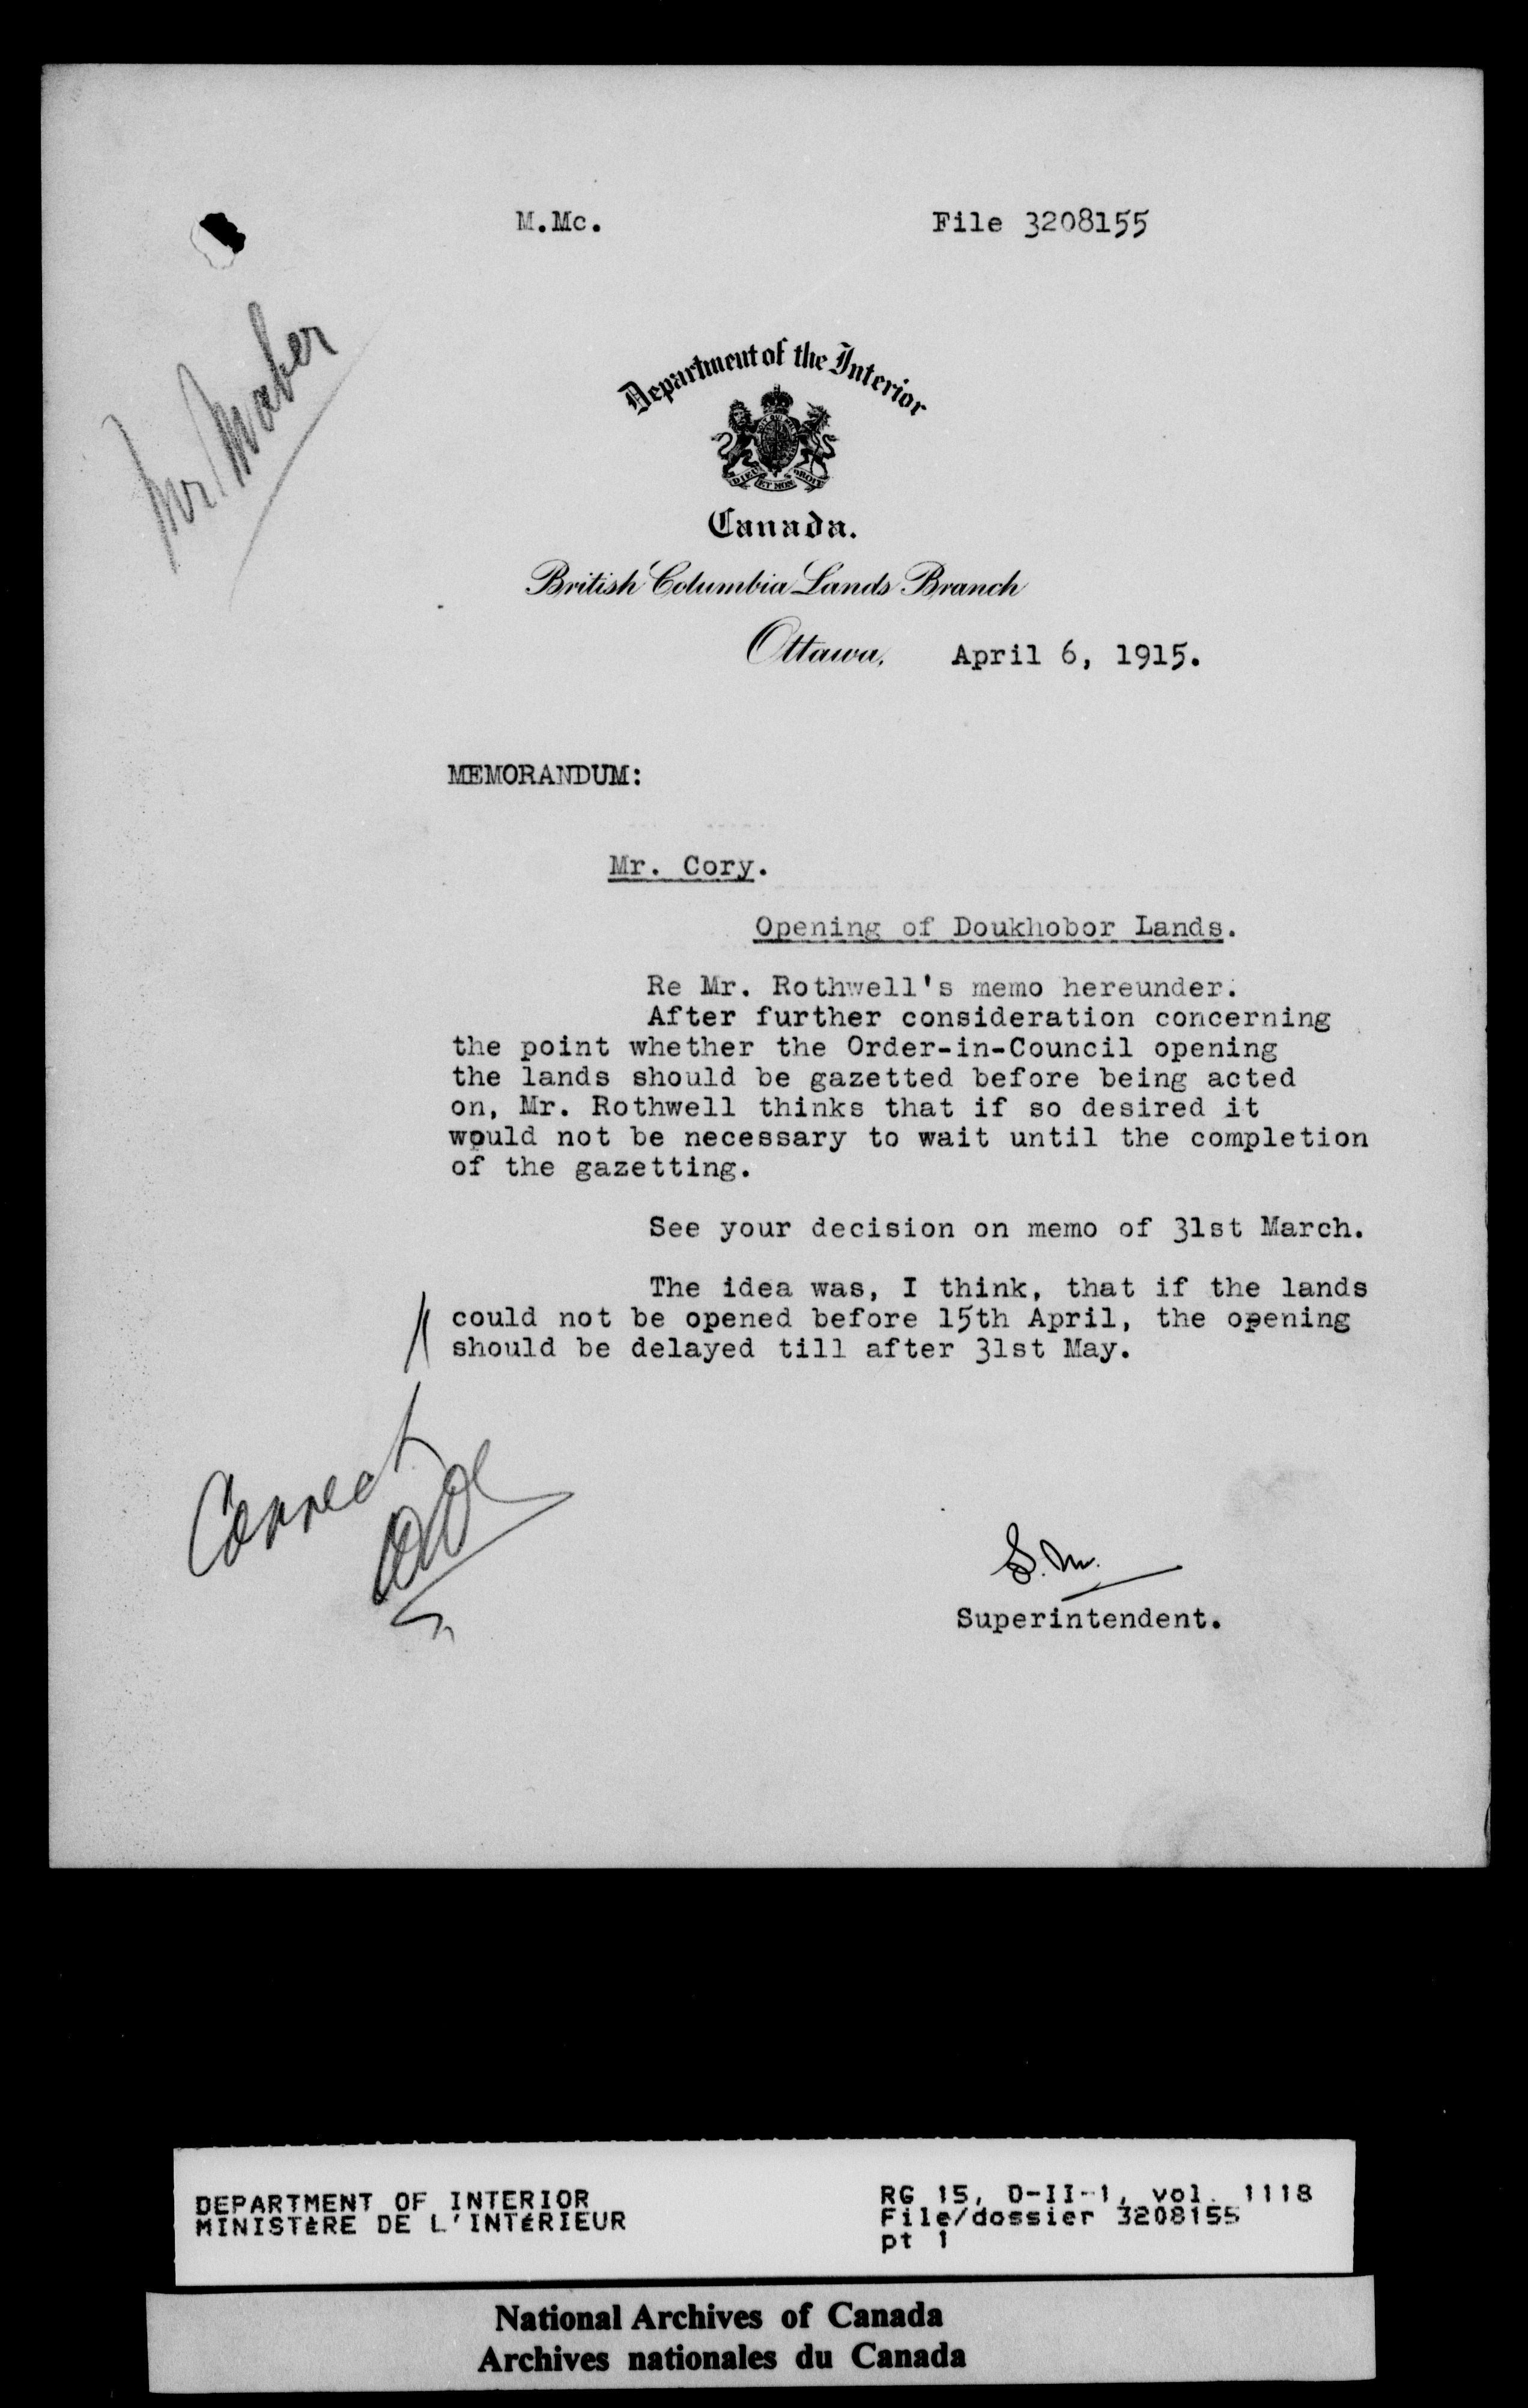 M.Mc. File 3208155
Mr Maber
Department of the Interior
DIEU ET MON DROIT
Canada.
British Columbia Lands Branch
Ottawa, April 6, 1915.
MEMORANDUM:
Mr. Cory.
Opening of Doukhobor Lands.
Re Mr. Rothwell's memo hereunder.
After further consideration concerning
the point whether the Order-in-Council opening
the lands should be gazetted before being acted
on, Mr. Rothwell thinks that if so desired it
would not be necessary to wait until the completion
of the gazetting.
See your decision on memo of 31st March.
The idea was, I think, that if the lands
could not be opened before 15th April, the opening
should be delayed till after 31st May.
Correct
S.M.
Superintendent.
DEPARTMENT OF INTERIOR
MINISTÈRE DE L'INTÉRIEUR
RG 15, D-II-1, vol. 1118
File/dossier 3208155
pt 1
National Archives of Canada
Archives nationales du Canada